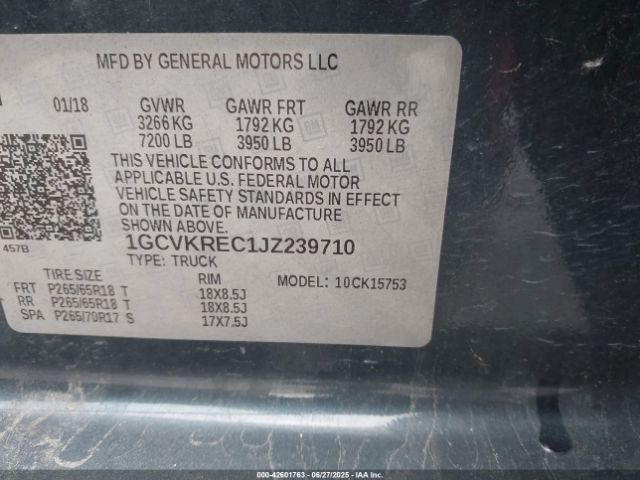 MFD BY GENERAL MOTORS LLC
01/18 GVWR GAWR FRT GAWR RR
3266 KG 1792 KG 1792 KG
7200 LB 3950 LB 3950 LB
THIS VEHICLE CONFORMS TO ALL
APPLICABLE U.S. FEDERAL MOTOR
VEHICLE SAFETY STANDARDS IN EFFECT
ON THE DATE OF MANUFACTURE
SHOWN ABOVE.
457B
1GCVKREC1JZ239710
TYPE: TRUCK
TIRE SIZE RIM MODEL: 10CK15753
FRT P265/65R18 T 18X8.5J
RR P265/65R18 T 18X8.5J
SPA P265/70R17 S 17X7.5J
000-42601763 - 06/27/2025 - IAAI.COM